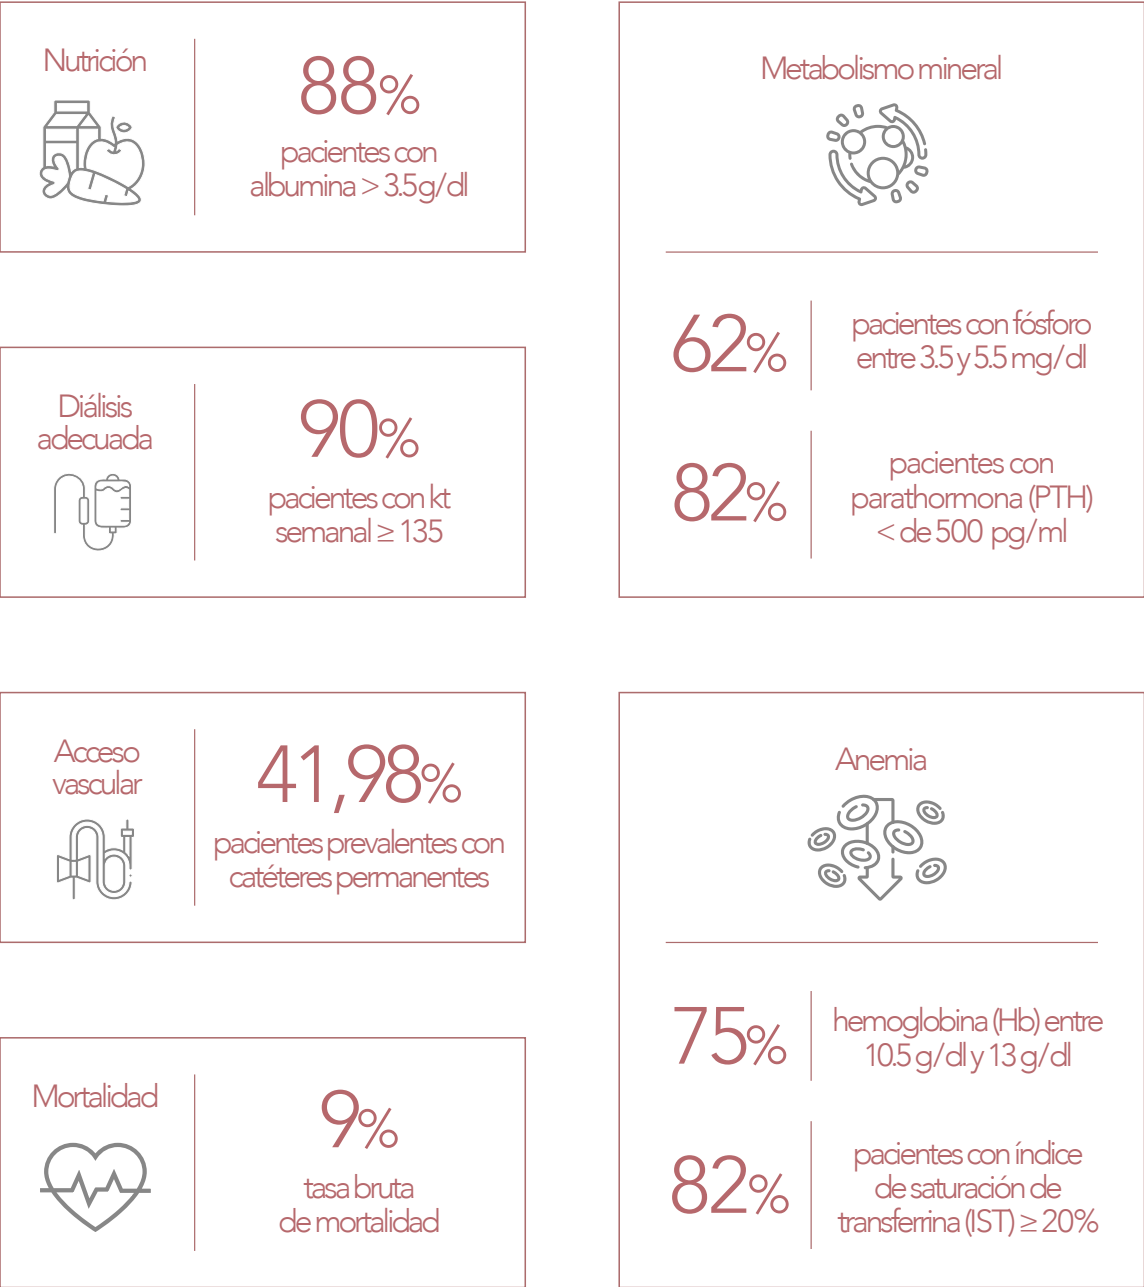 Nutrición
88%
pacientes con
albumina > 3.5g/dl
Diálisis
adecuada
90%
pacientes con kt
semanal ≥ 135
Acceso
vascular
41,98%
pacientes prevalentes con
catéteres permanentes
Mortalidad
9%
tasa bruta
de mortalidad
Metabolismo mineral
62%
pacientes con fósforo
entre 3.5 y 5.5 mg/dl
82%
pacientes con
parathormona (PTH)
< de 500 pg/ml
Anemia
75%
hemoglobina (Hb) entre
10.5 g/dl y 13 g/dl
82%
pacientes con índice
de saturación de
transferrina (IST) ≥ 20%